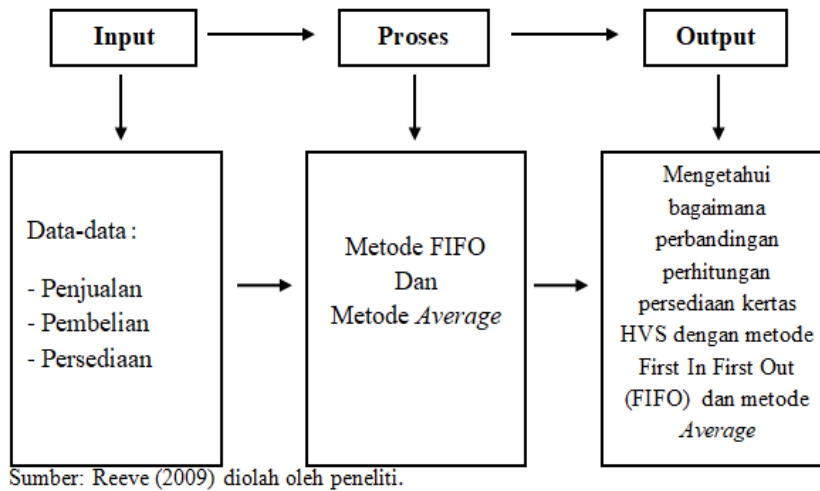 Input
Proses
Output
Data-data :
- Penjualan
- Pembelian
- Persediaan
Metode FIFO
Dan
Metode Average
Mengetahui
bagaimana
perbandingan
perhitungan
persediaan kertas
HVS dengan metode
First In First Out
(FIFO) dan metode
Average
Sumber: Reeve (2009) diolah oleh peneliti.